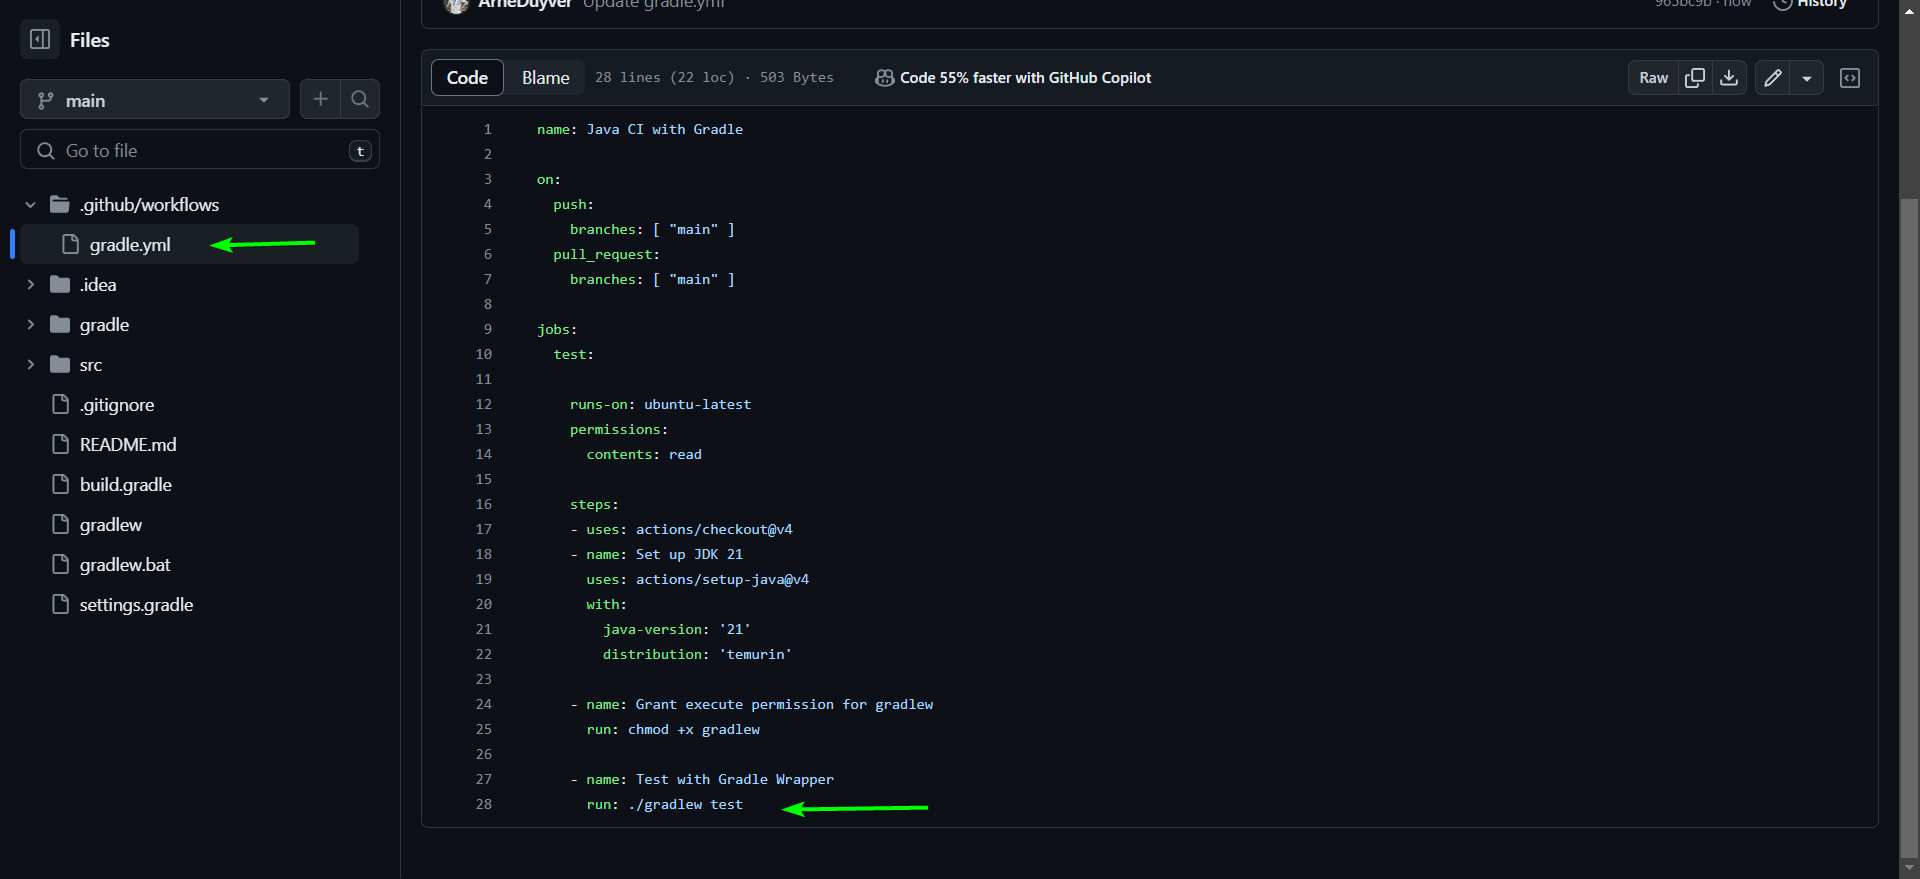 ArneDuyver Update gradle.yml
965bc9b · now History
Files
main
Go to file
t
.github/workflows
gradle.yml
.idea
gradle
src
.gitignore
README.md
build.gradle
gradlew
gradlew.bat
settings.gradle
Code Blame 28 lines (22 loc) · 503 Bytes Code 55% faster with GitHub Copilot
Raw
1 name: Java CI with Gradle
2
3 on:
4 push:
5 branches: [ "main" ]
6 pull_request:
7 branches: [ "main" ]
8
9 jobs:
10 test:
11
12 runs-on: ubuntu-latest
13 permissions:
14 contents: read
15
16 steps:
17 - uses: actions/checkout@v4
18 - name: Set up JDK 21
19 uses: actions/setup-java@v4
20 with:
21 java-version: '21'
22 distribution: 'temurin'
23
24 - name: Grant execute permission for gradlew
25 run: chmod +x gradlew
26
27 - name: Test with Gradle Wrapper
28 run: ./gradlew test